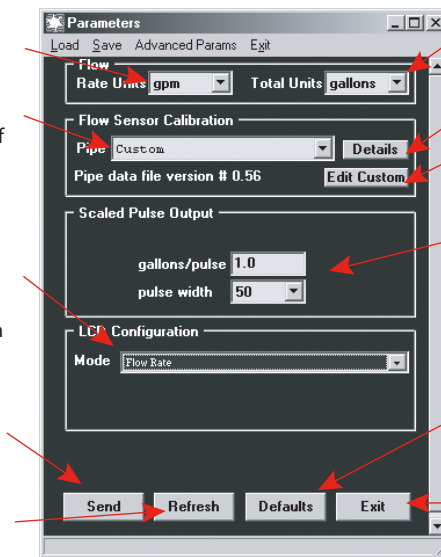 Parameters
Load Save Advanced Params Exit
Flow
Rate Units gpm Total Units gallons
Flow Sensor Calibration
f
Pipe Custom Details
Pipe data file version # 0.56 Edit Custom
Scaled Pulse Output
gallons/pulse 1.0
pulse width 50
LCD Configuration
Mode Flow Rate
Send Refresh Defaults Exit